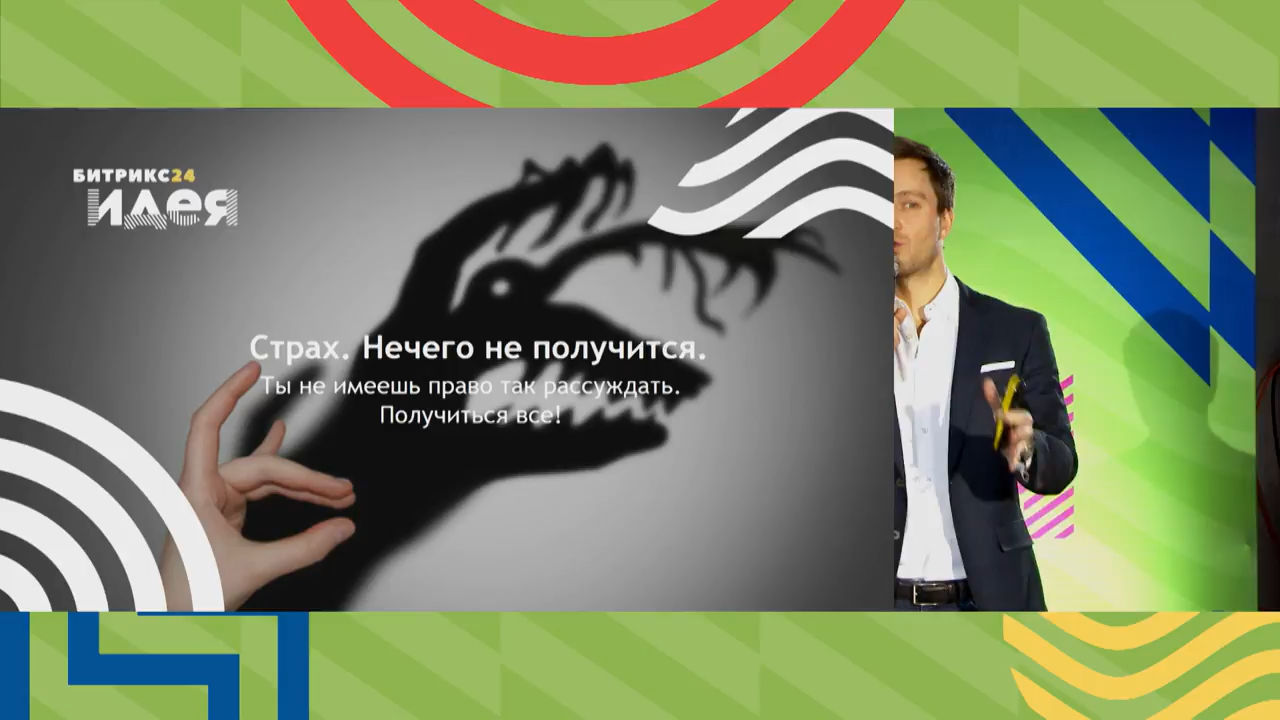 БИТРИКС24
идея
Страх. Нечего не получится.
Ты не имеешь право так рассуждать.
Получиться все!